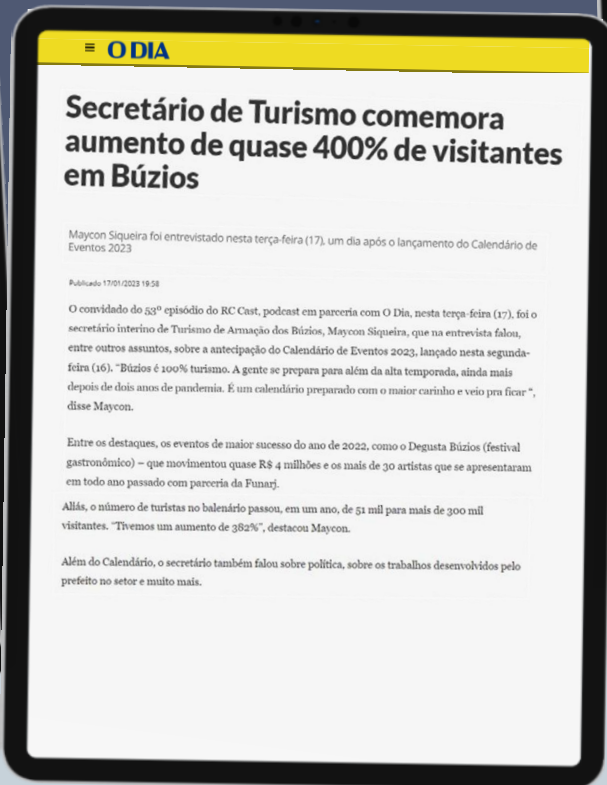 ≡ O DIA
Secretário de Turismo comemora
aumento de quase 400% de visitantes
em Búzios
Maycon Siqueira foi entrevistado nesta terça-feira (17), um dia após o lançamento do Calendário de
Eventos 2023
Publicado 17/01/2023 19:58
O convidado do 53º episódio do RC Cast, podcast em parceria com O Dia, nesta terça-feira (17), foi o
secretário interino de Turismo de Armação dos Búzios, Maycon Siqueira, que na entrevista falou,
entre outros assuntos, sobre a antecipação do Calendário de Eventos 2023, lançado nesta segunda-
feira (16). "Búzios é 100% turismo. A gente se prepara para além da alta temporada, ainda mais
depois de dois anos de pandemia. É um calendário preparado com o maior carinho e veio pra ficar",
disse Maycon.
Entre os destaques, os eventos de maior sucesso do ano de 2022, como o Degusta Búzios (festival
gastronômico) – que movimentou quase R$ 4 milhões e os mais de 30 artistas que se apresentaram
em todo ano passado com parceria da Funarj.
Aliás, o número de turistas no balenário passou, em um ano, de 51 mil para mais de 300 mil
visitantes. "Tivemos um aumento de 382%", destacou Maycon.
Além do Calendário, o secretário também falou sobre política, sobre os trabalhos desenvolvidos pelo
prefeito no setor e muito mais.